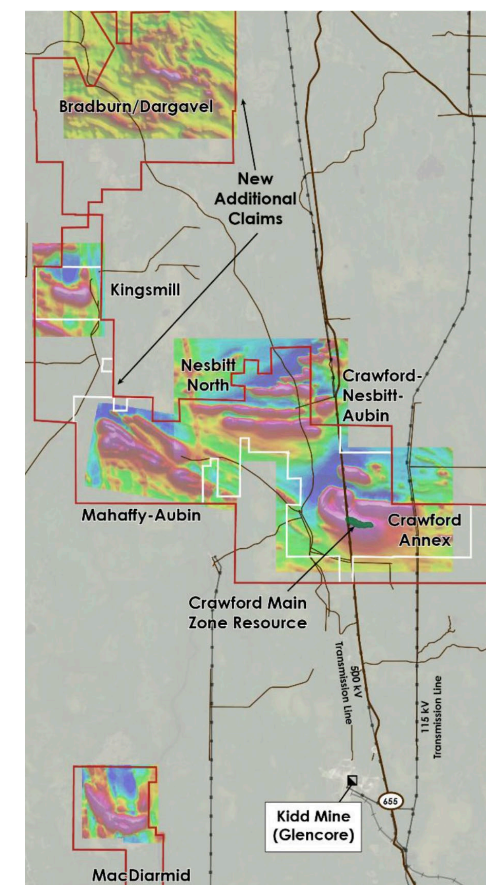 Bradburn/Dargavel
New
Additional
Claims
Kingsmill
Nesbitt
North
Crawford-
Nesbitt-
Aubin
Mahaffy-Aubin
Crawford
Annex
Crawford Main
Zone Resource
500 kV
Transmission Line
115 kV
Transmission Line
655
Kidd Mine
(Glencore)
MacDiarmid